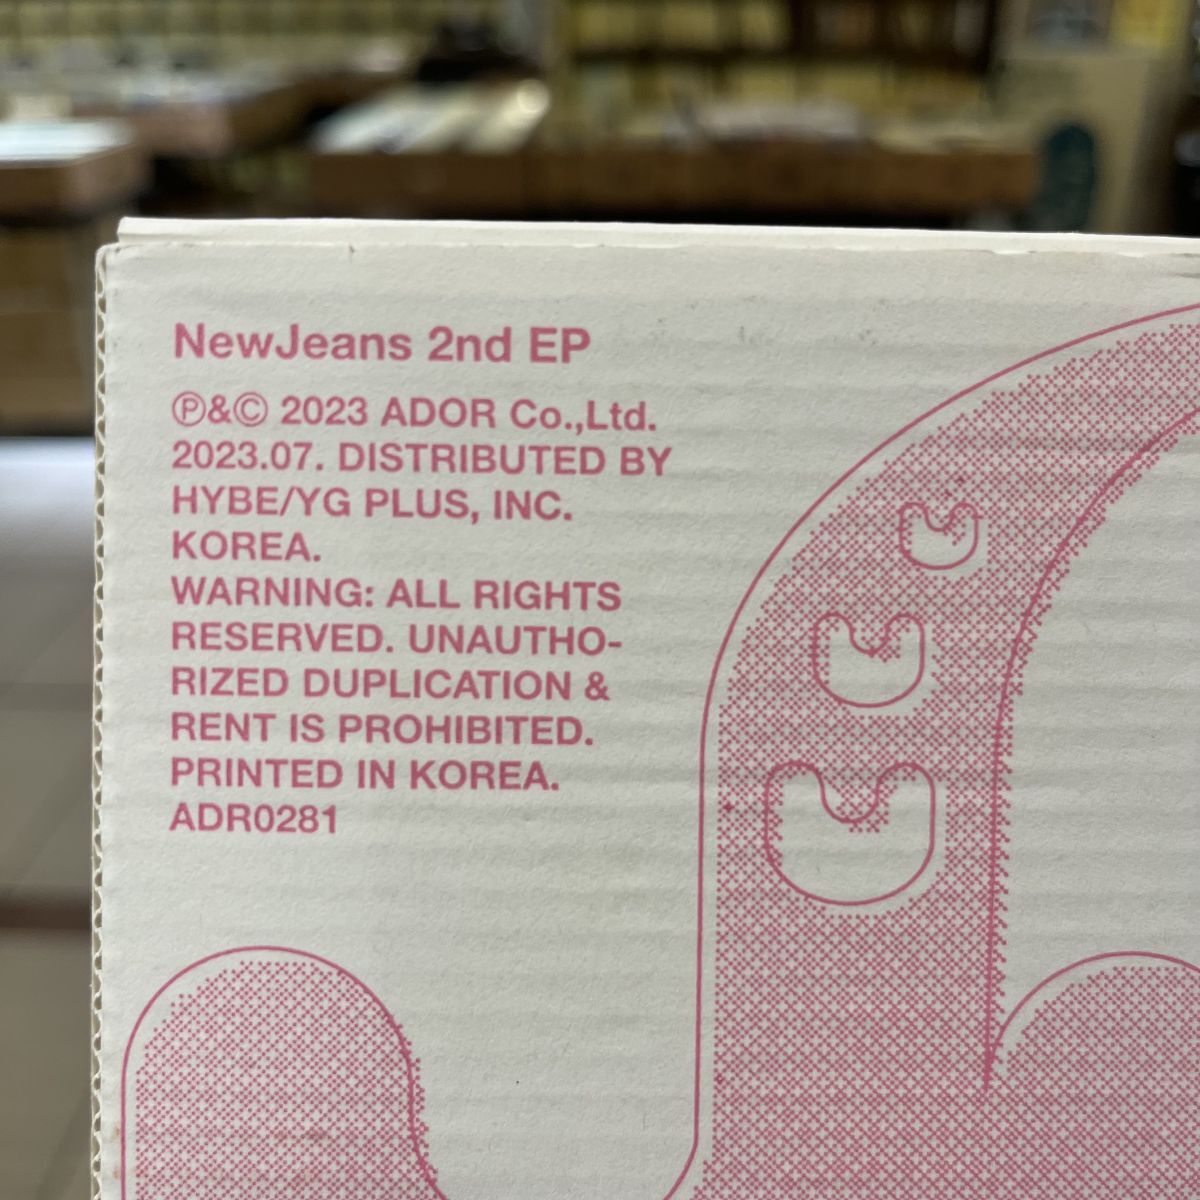 NewJeans 2nd EP
℗&© 2023 ADOR Co.,Ltd.
2023.07. DISTRIBUTED BY
HYBE/YG PLUS, INC.
KOREA.
WARNING: ALL RIGHTS
RESERVED. UNAUTHO-
RIZED DUPLICATION &
RENT IS PROHIBITED.
PRINTED IN KOREA.
ADR0281